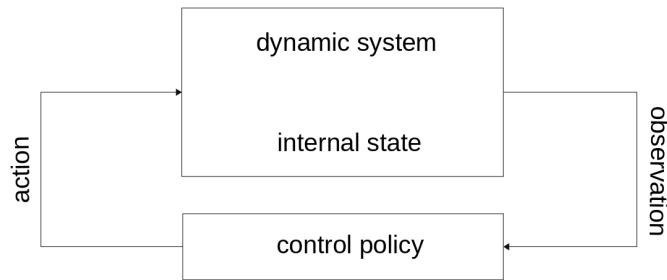 dynamic system
internal state
action
observation
control policy